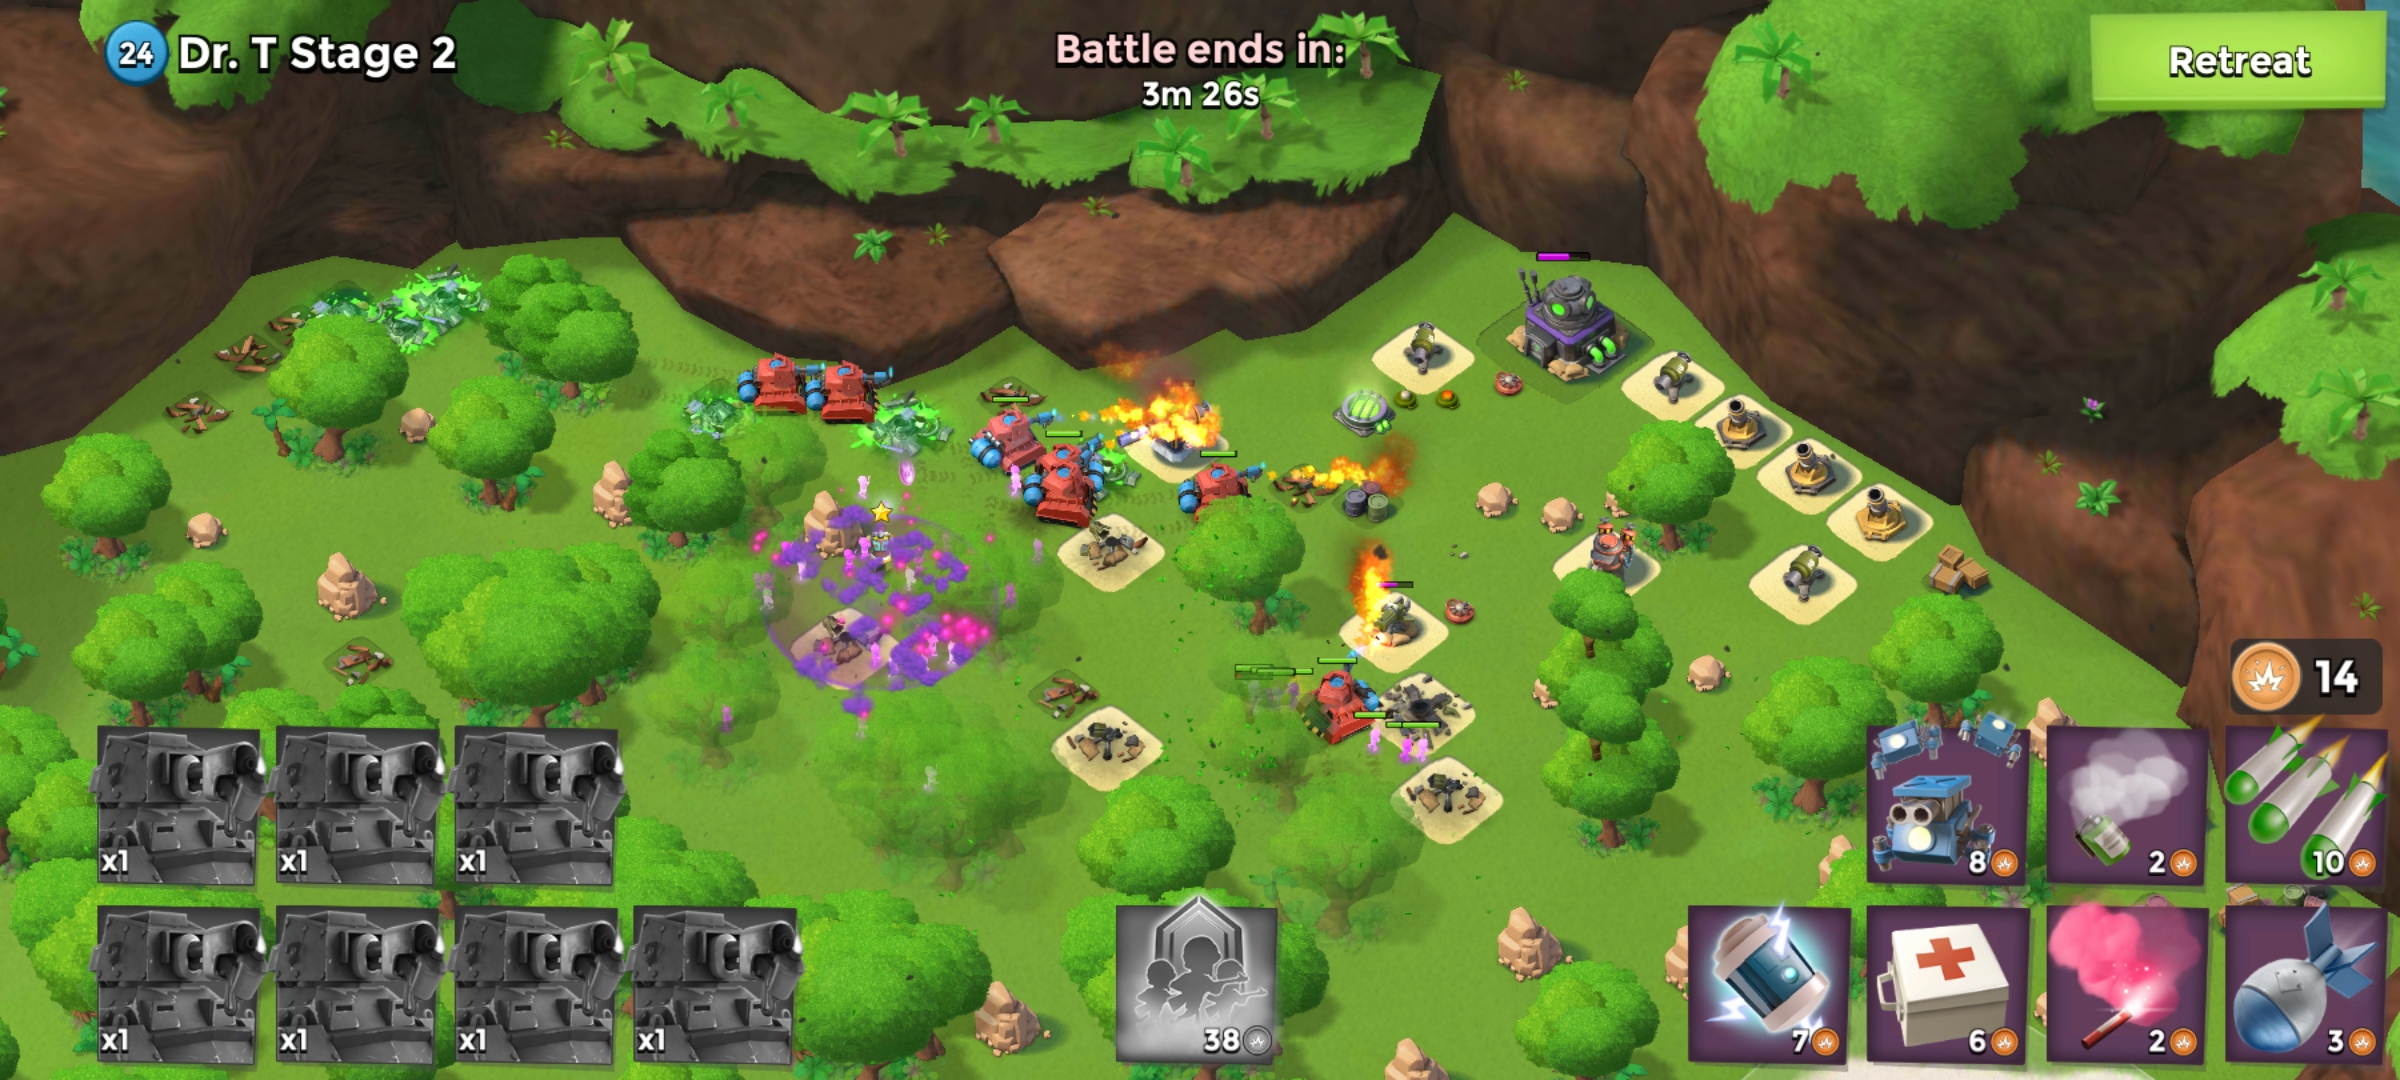 24 Dr. T Stage 2
Battle ends in:
3m 26s
Retreat
14
x1 x1 x1
8 2 10
x1 x1 x1 x1
38
7 6 2 3